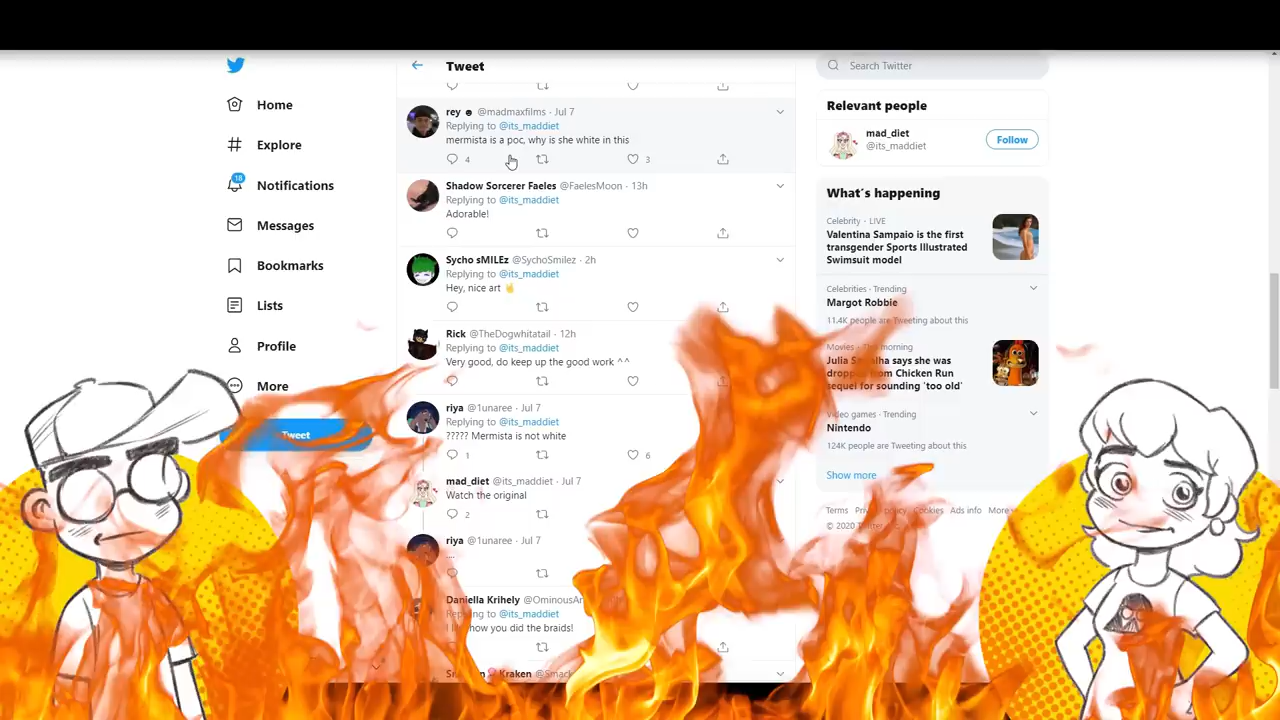 Home
Explore
18
Notifications
Messages
Bookmarks
Lists
Profile
More
Tweet
Tweet
rey @madmaxfilms · Jul 7
Replying to @its_maddiet
mermista is a poc, why is she white in this
4
3
Shadow Sorcerer Faeles @FaelesMoon · 13h
Replying to @its_maddiet
Adorable!
Sycho sMILEz @SychoSmilez · 2h
Replying to @its_maddiet
Hey, nice art
Rick @TheDogwhitatail · 12h
Replying to @its_maddiet
Very good, do keep up the good work ^^
riya @1unaree · Jul 7
Replying to @its_maddiet
????? Mermista is not white
1
6
mad_diet @its_maddiet · Jul 7
Watch the original
2
riya @1unaree · Jul 7
....
Daniella Krihely
Replying to @its_maddiet
how you did the braids!
Kraken
Search Twitter
Relevant people
mad_diet
@its_maddiet
Follow
What's happening
Celebrity · LIVE
Valentina Sampaio is the first
transgender Sports Illustrated
Swimsuit model
Celebrities · Trending
Margot Robbie
11.4K people are Tweeting about this
Movies · This morning
Julia Sawalha says she was
dropped from Chicken Run
sequel for sounding 'too old'
Video games · Trending
Nintendo
124K people are Tweeting about this
Show more
Terms Privacy policy Cookies Ads info More
© 2020 Twitter